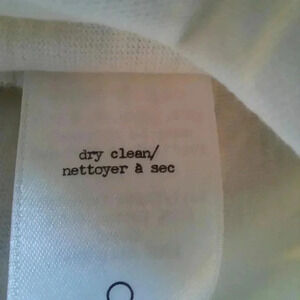 dry clean/
nettoyer à sec